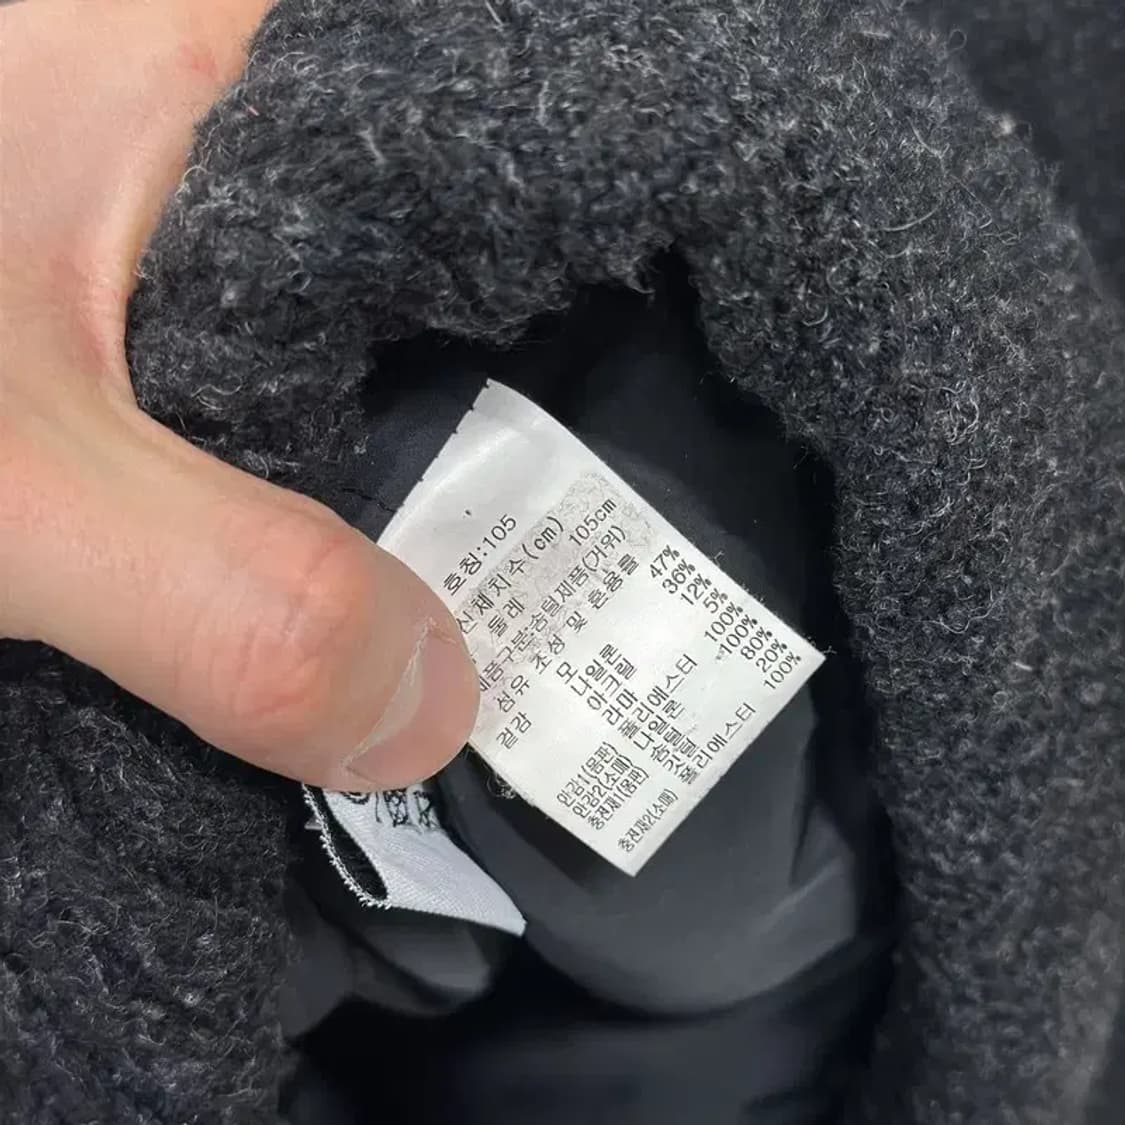 호칭:105
신체치수(cm)
둘레 105cm
제품구분:솜털제품(거위)
섬유 조성 및 혼용률
겉감 모 47%
나일론 36%
아크릴 12%
라마 5%
안감1(몸판) 폴리에스터 100%
안감2(소매) 나일론 100%
충전재1(몸판) 솜털 80%
깃털 20%
충전재2(소매) 폴리에스터 100%